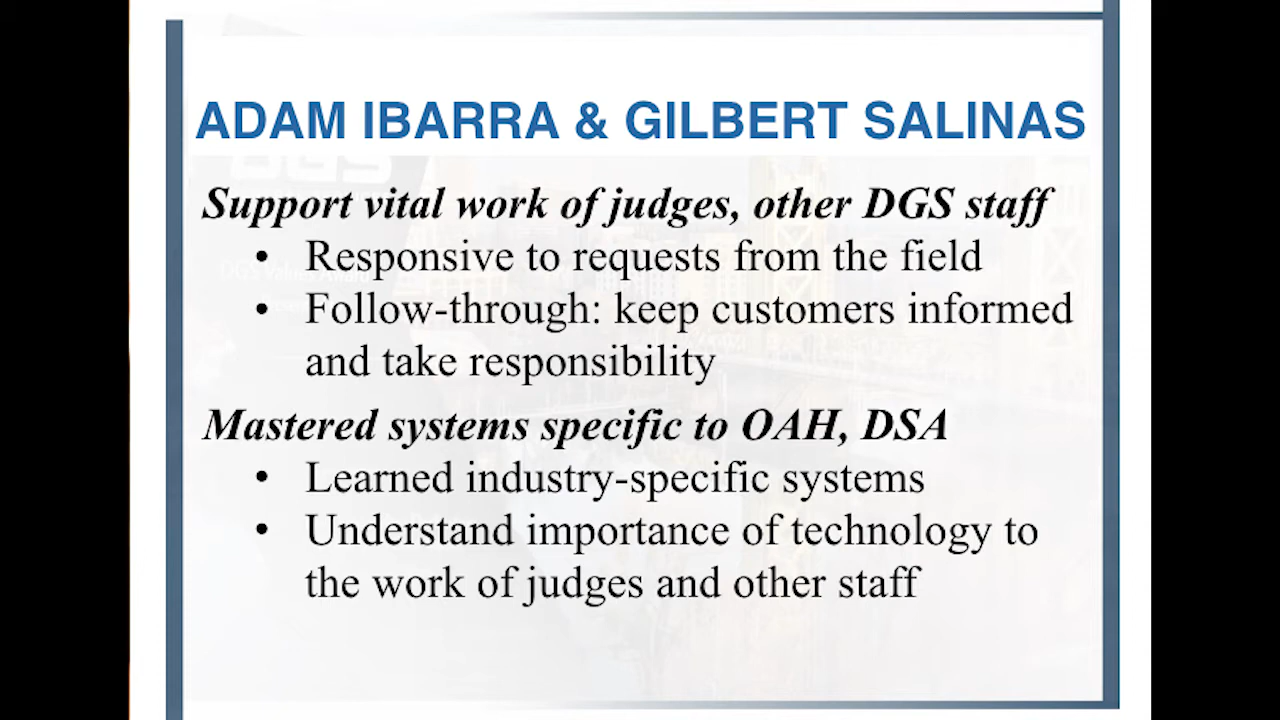 ADAM IBARRA & GILBERT SALINAS
Support vital work of judges, other DGS staff
• Responsive to requests from the field
• Follow-through: keep customers informed
and take responsibility
Mastered systems specific to OAH, DSA
• Learned industry-specific systems
• Understand importance of technology to
the work of judges and other staff
DGS